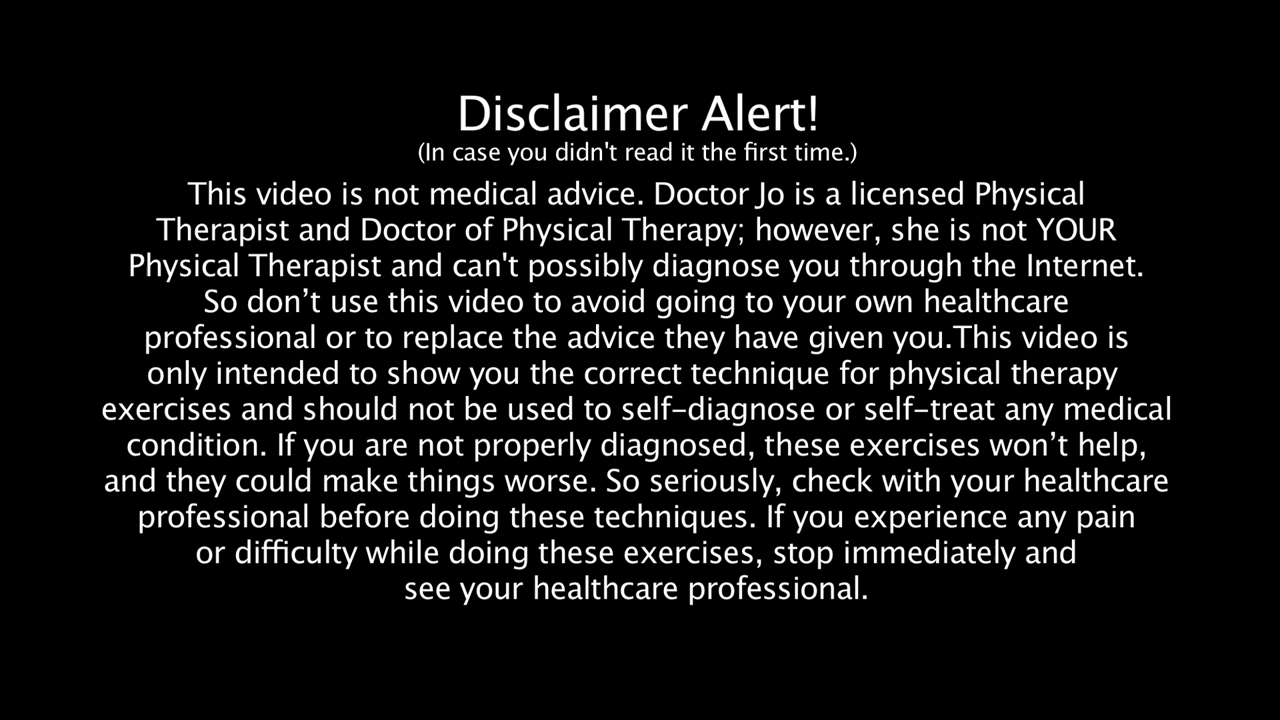 Disclaimer Alert!
(In case you didn't read it the first time.)
This video is not medical advice. Doctor Jo is a licensed Physical
Therapist and Doctor of Physical Therapy; however, she is not YOUR
Physical Therapist and can't possibly diagnose you through the Internet.
So don’t use this video to avoid going to your own healthcare
professional or to replace the advice they have given you.This video is
only intended to show you the correct technique for physical therapy
exercises and should not be used to self–diagnose or self–treat any medical
condition. If you are not properly diagnosed, these exercises won’t help,
and they could make things worse. So seriously, check with your healthcare
professional before doing these techniques. If you experience any pain
or difficulty while doing these exercises, stop immediately and
see your healthcare professional.